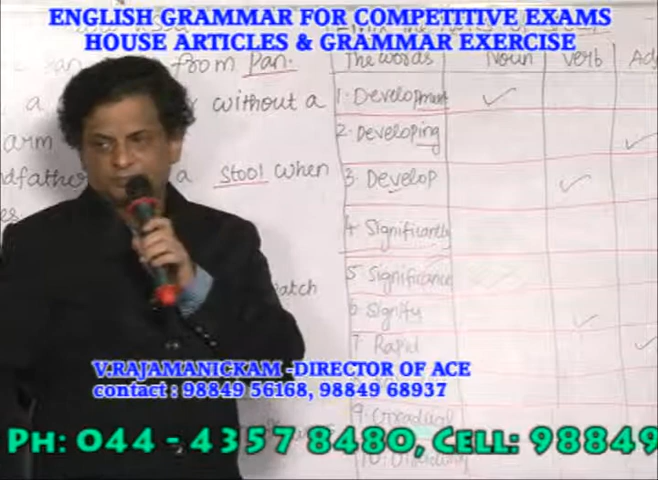 ENGLISH GRAMMAR FOR COMPETITIVE EXAMS
HOUSE ARTICLES & GRAMMAR EXERCISE
from pan.
a without a
arm
a stool when
The words Noun Verb
1. Development ✓
2. Developing ✓
3. Develop ✓
4. Significantly
5. Significance
6. Signify ✓
7. Rapid ✓
V.RAJAMANICKAM -DIRECTOR OF ACE
contact : 98849 56168, 98849 68937
PH: 044 - 4357 8480, CELL: 98849